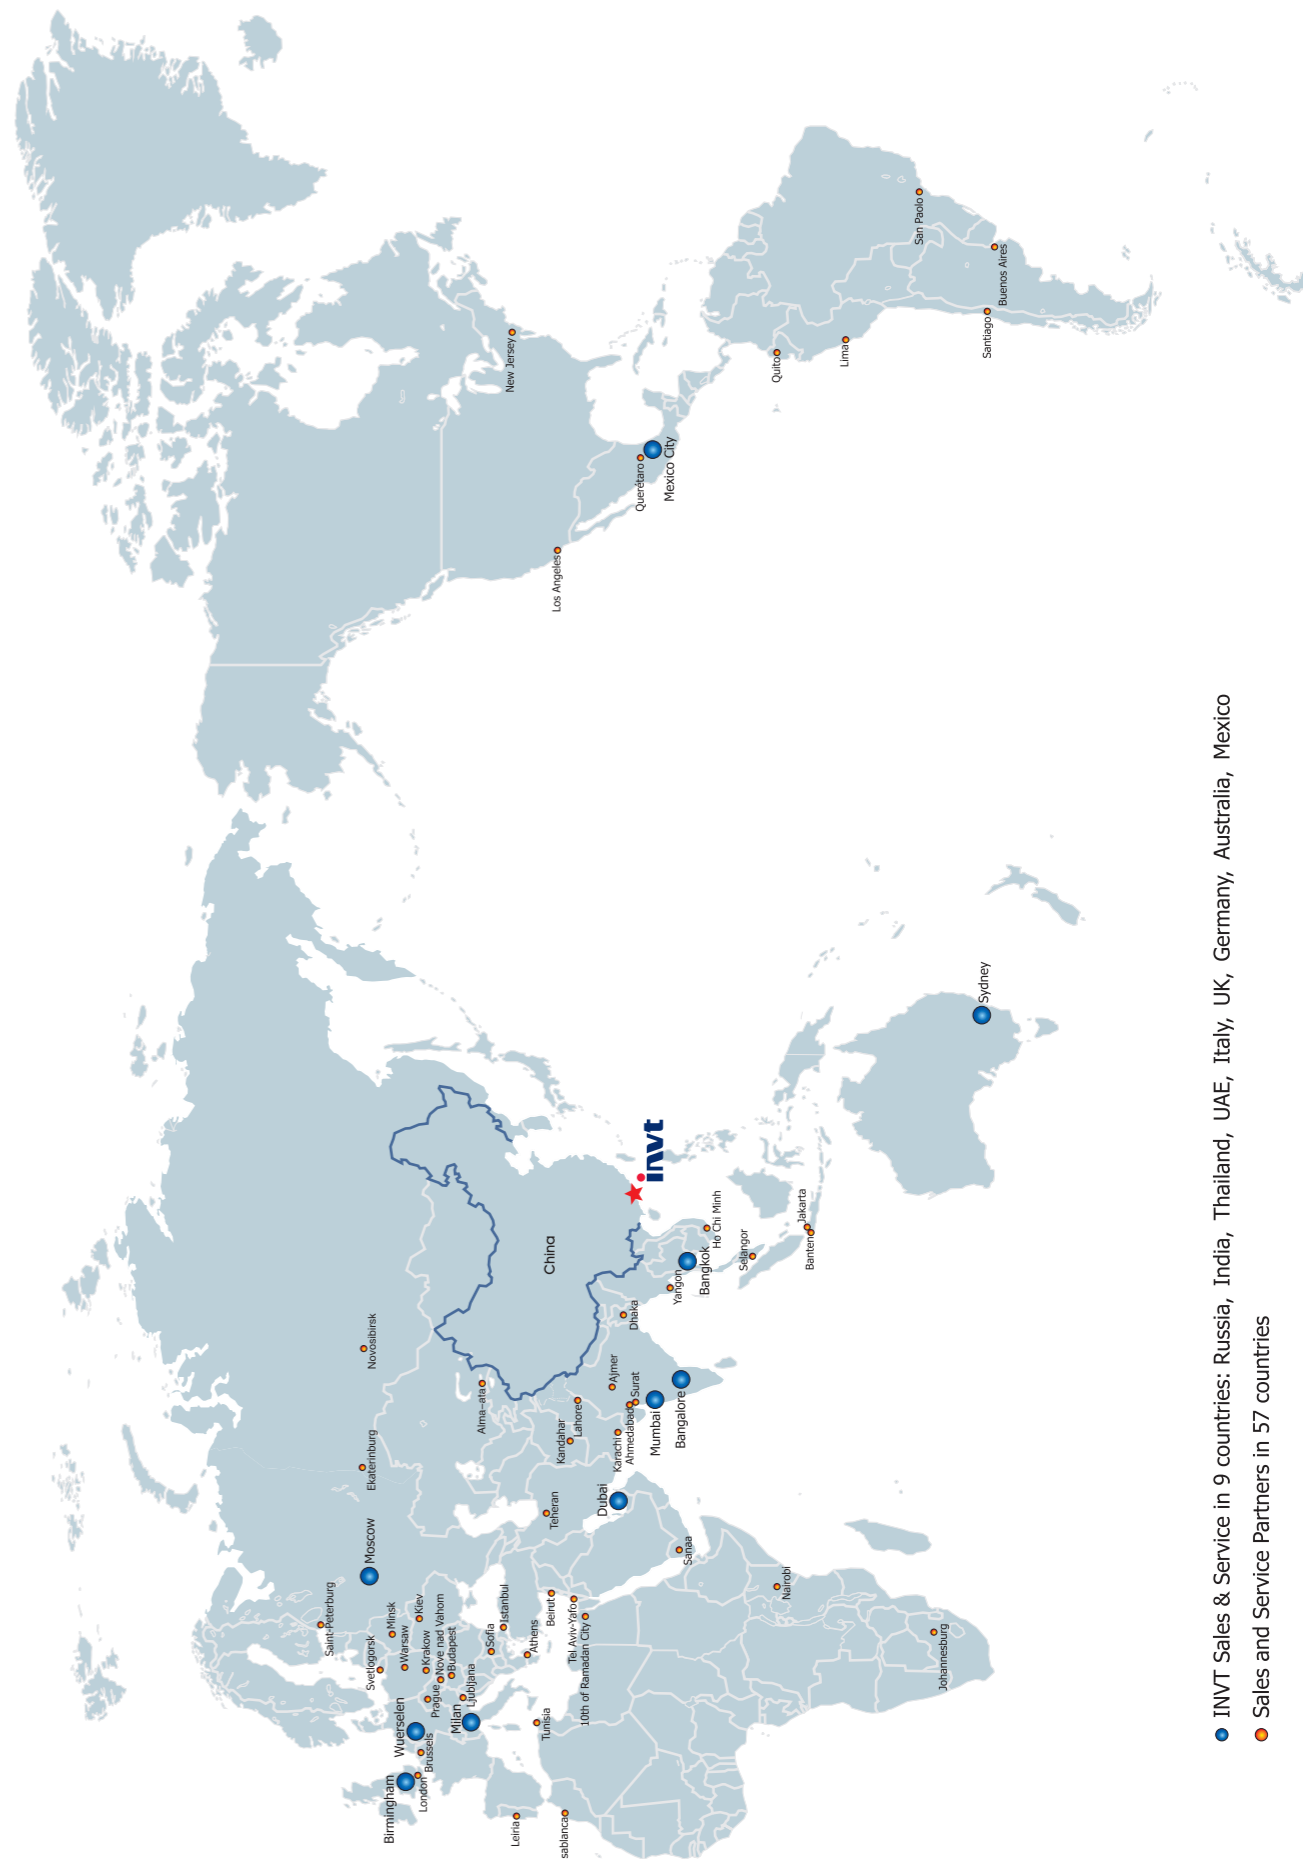 Saint-Peterburg
Moscow
Ekaterinburg
Novosibirsk
Svetlogorsk
Minsk
Warsaw
Kiev
Krakow
Nove nad Vahom
Budapest
Prague
Ljubljana
Wuerselen
Birmingham
London
Brussels
Milan
Sofia
Istanbul
Athens
Leiria
sablanca
Tunisia
Beirut
Tel Aviv-Yafo
10th of Ramadan City
Teheran
Dubai
Sanaa
Nairobi
Johannesburg
Alma-ata
Kandahar
Lahore
Karachi
Ajmer
Ahmedabad
Surat
Mumbai
Bangalore
Dhaka
China
invt
Yangon
Bangkok
Ho Chi Minh
Selangor
Banten
Jakarta
Sydney
Los Angeles
New Jersey
Querétaro
Mexico City
Quito
Lima
Santiago
Buenos Aires
San Paolo
INVT Sales & Service in 9 countries: Russia, India, Thailand, UAE, Italy, UK, Germany, Australia, Mexico
Sales and Service Partners in 57 countries